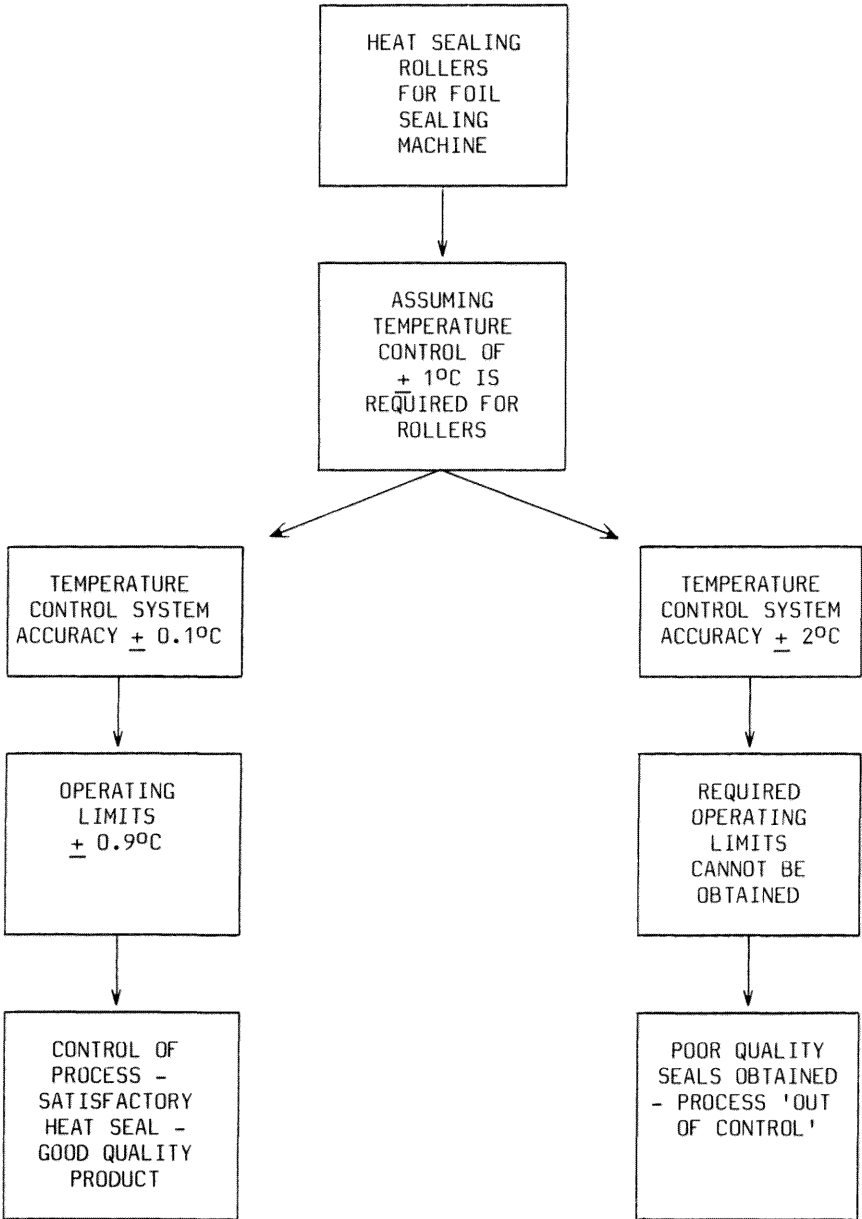 HEAT SEALING
ROLLERS
FOR FOIL
SEALING
MACHINE
ASSUMING
TEMPERATURE
CONTROL OF
± 1ºC IS
REQUIRED FOR
ROLLERS
TEMPERATURE
CONTROL SYSTEM
ACCURACY ± 0.1ºC
TEMPERATURE
CONTROL SYSTEM
ACCURACY ± 2ºC
OPERATING
LIMITS
± 0.9ºC
REQUIRED
OPERATING
LIMITS
CANNOT BE
OBTAINED
CONTROL OF
PROCESS -
SATISFACTORY
HEAT SEAL -
GOOD QUALITY
PRODUCT
POOR QUALITY
SEALS OBTAINED
- PROCESS 'OUT
OF CONTROL'